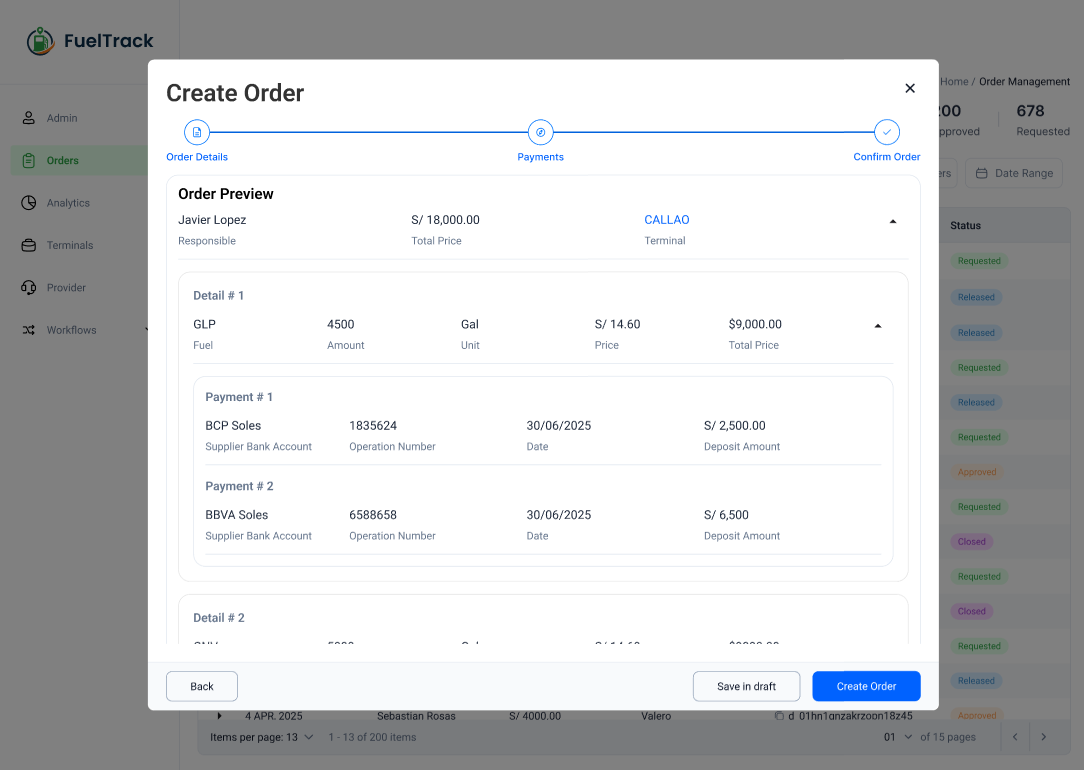 FuelTrack
Admin
Orders
Analytics
Terminals
Provider
Workflows
Home / Order Management
678
Requested
Date Range
Status
Requested
Released
Released
Requested
Released
Requested
Approved
Requested
Closed
Requested
Closed
Requested
Released
Approved
Create Order
Order Details
Payments
Confirm Order
Order Preview
Javier Lopez S/ 18,000.00 CALLAO
Responsible Total Price Terminal
Detail # 1
GLP 4500 Gal S/ 14.60 $9,000.00
Fuel Amount Unit Price Total Price
Payment # 1
BCP Soles 1835624 30/06/2025 S/ 2,500.00
Supplier Bank Account Operation Number Date Deposit Amount
Payment # 2
BBVA Soles 6588658 30/06/2025 S/ 6,500
Supplier Bank Account Operation Number Date Deposit Amount
Detail # 2
Back Save in draft Create Order
4 APR. 2025 Sebastian Rosas S/ 4000.00 Valero
Items per page: 13 1 - 13 of 200 items 01 of 15 pages